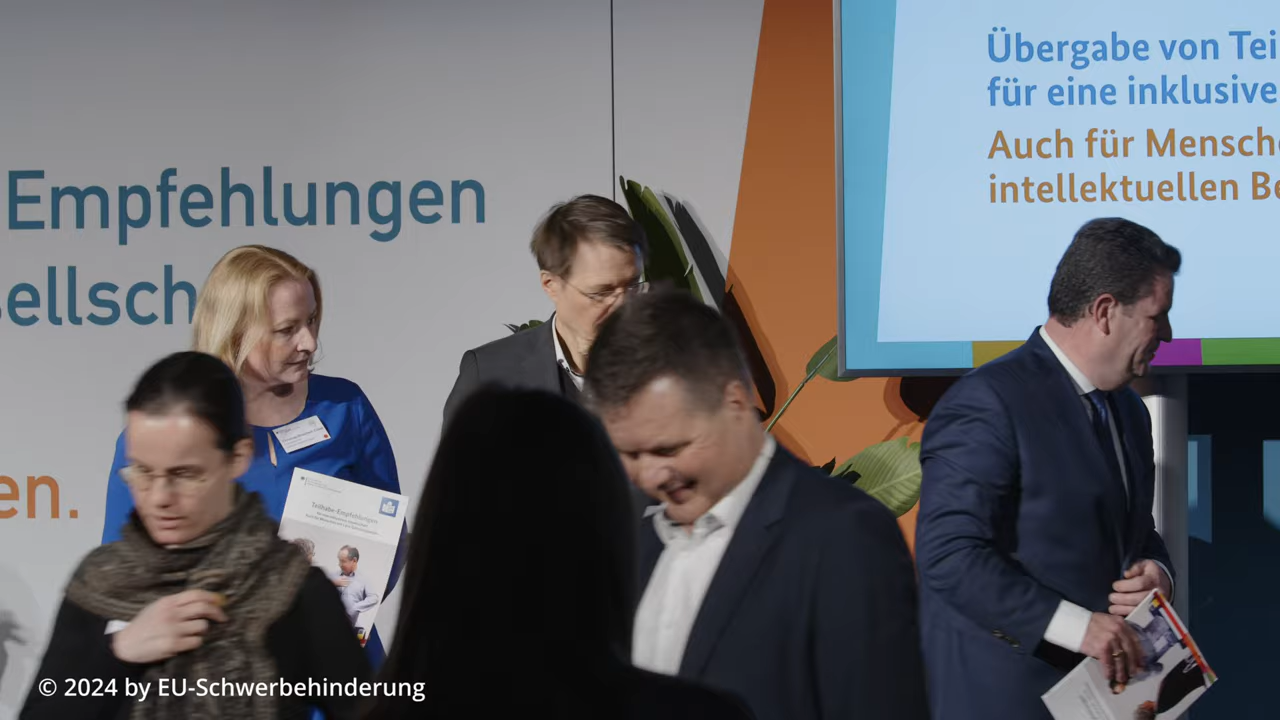 Empfehlungen
ellsch
en.
Übergabe von Tei
für eine inklusive
Auch für Mensche
intellektuellen Be
Teilhabe-Empfehlungen
© 2024 by EU-Schwerbehinderung